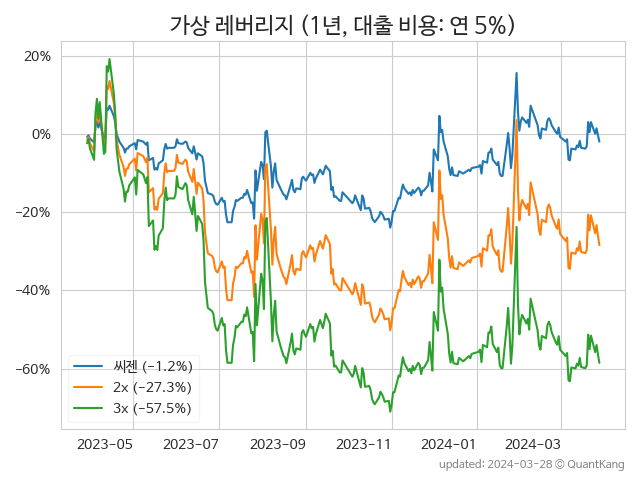 가상 레버리지 (1년, 대출 비용: 연 5%)
20%
0%
−20%
−40%
−60%
씨젠 (−1.2%)
2x (−27.3%)
3x (−57.5%)
2023-05 2023-07 2023-09 2023-11 2024-01 2024-03
updated: 2024-03-28 © QuantKang